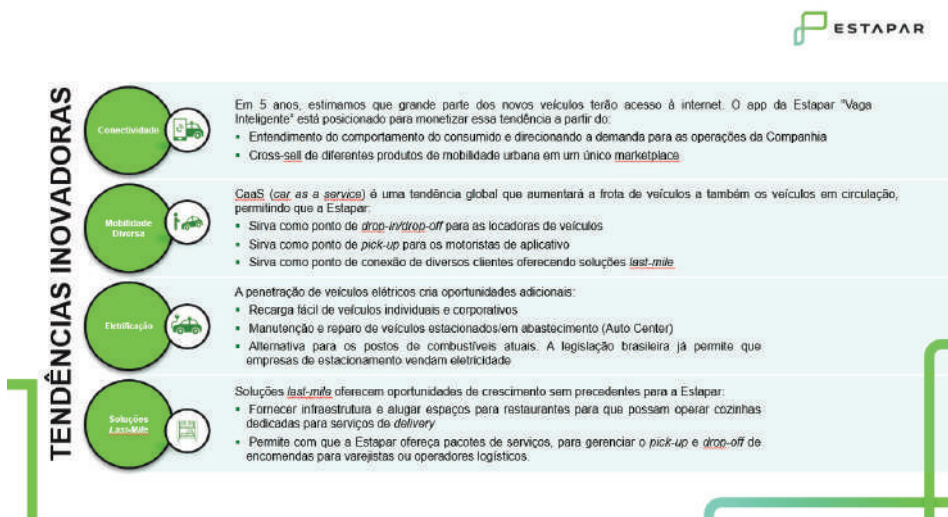 ESTAPAR
TENDÊNCIAS INOVADORAS
Conectividade
Em 5 anos, estimamos que grande parte dos novos veículos terão acesso à internet. O app da Estapar "Vaga
Inteligente" está posicionado para monetizar essa tendência a partir do:
▪ Entendimento do comportamento do consumido e direcionando a demanda para as operações da Companhia
▪ Cross-sell de diferentes produtos de mobilidade urbana em um único marketplace
Mobilidade
Diversa
CaaS (car as a service) é uma tendência global que aumentará a frota de veículos a também os veículos em circulação,
permitindo que a Estapar:
▪ Sirva como ponto de drop-in/drop-off para as locadoras de veículos
▪ Sirva como ponto de pick-up para os motoristas de aplicativo
▪ Sirva como ponto de conexão de diversos clientes oferecendo soluções last-mile
Eletrificação
A penetração de veículos elétricos cria oportunidades adicionais:
▪ Recarga fácil de veículos individuais e corporativos
▪ Manutenção e reparo de veículos estacionados/em abastecimento (Auto Center)
▪ Alternativa para os postos de combustíveis atuais. A legislação brasileira já permite que
empresas de estacionamento vendam eletricidade
Soluções
Last-Mile
Soluções last-mile oferecem oportunidades de crescimento sem precedentes para a Estapar:
▪ Fornecer infraestrutura e alugar espaços para restaurantes para que possam operar cozinhas
dedicadas para serviços de delivery
▪ Permite com que a Estapar ofereça pacotes de serviços, para gerenciar o pick-up e drop-off de
encomendas para varejistas ou operadores logísticos.